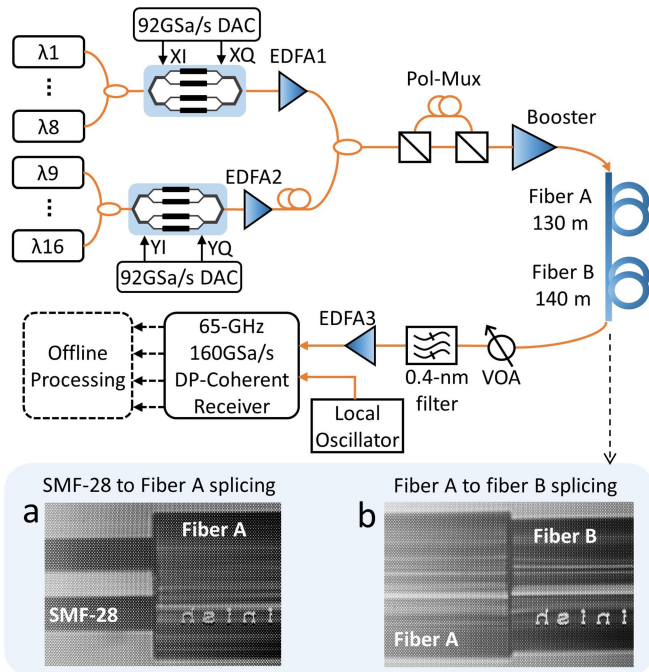 92GSa/s DAC
XI
XQ
EDFA1
λ1
⋮
λ8
Pol-Mux
Booster
λ9
⋮
λ16
EDFA2
YI
YQ
92GSa/s DAC
Fiber A
130 m
Fiber B
140 m
Offline
Processing
65-GHz
160GSa/s
DP-Coherent
Receiver
EDFA3
0.4-nm
filter
VOA
Local
Oscillator
SMF-28 to Fiber A splicing
a
Fiber A
SMF-28
Fiber A to fiber B splicing
b
Fiber B
Fiber A